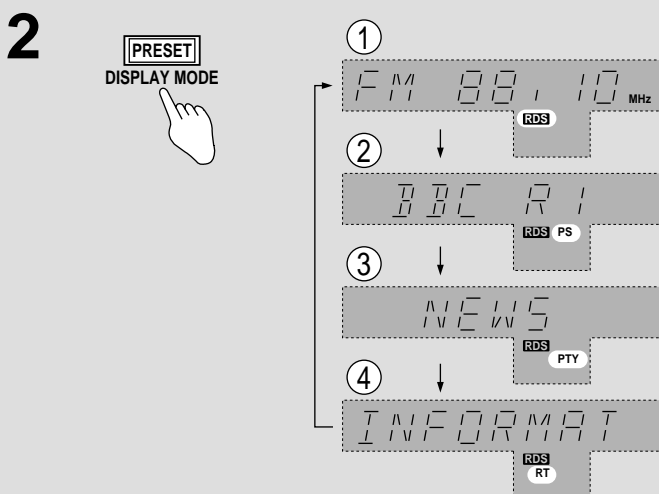 2
PRESET
DISPLAY MODE
1
FM 88.10 MHz
RDS
2
BBC R1
RDS PS
3
NEWS
RDS
PTY
4
INFORMAT
RDS
RT